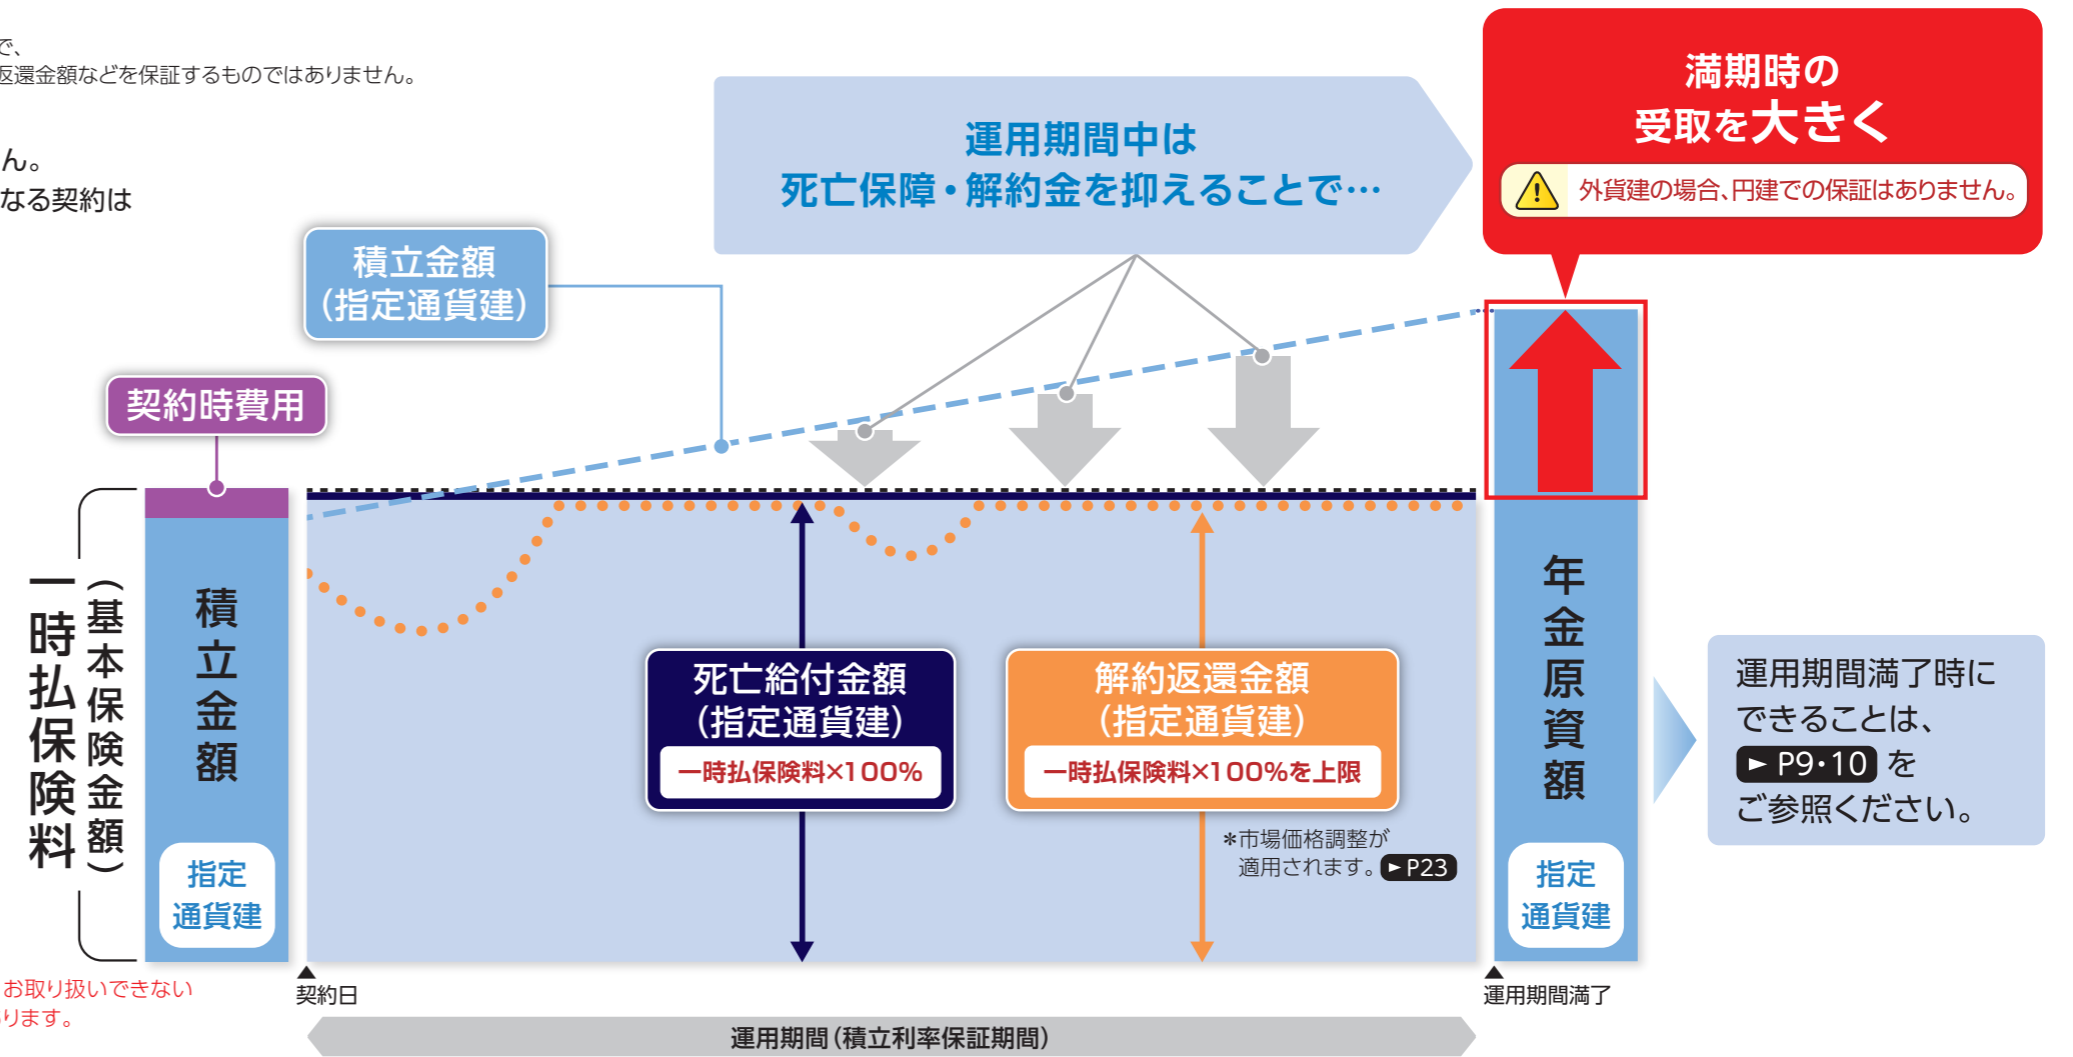 で、
返還金額などを保証するものではありません。
ん。
なる契約は
運用期間中は
死亡保障・解約金を抑えることで…
満期時の
受取を大きく
外貨建の場合、円建での保証はありません。
積立金額
(指定通貨建)
契約時費用
一時払保険料
(基本保険金額)
積立金額
指定
通貨建
死亡給付金額
(指定通貨建)
一時払保険料×100%
解約返還金額
(指定通貨建)
一時払保険料×100%を上限
*市場価格調整が
適用されます。►P23
年金原資額
指定
通貨建
運用期間満了時に
できることは、
►P9・10 を
ご参照ください。
お取り扱いできない
ります。
▲
契約日
▲
運用期間満了
運用期間(積立利率保証期間)